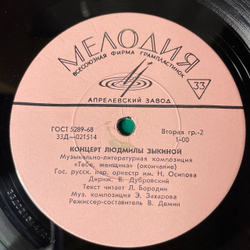 МЕЛОДИЯ
ВСЕСОЮЗНАЯ ФИРМА ГРАМПЛАСТИНОК
33
АПРЕЛЕВСКИЙ ЗАВОД
ГОСТ 5289-68
33Д—021514
Вторая гр.-2
1-00
КОНЦЕРТ ЛЮДМИЛЫ ЗЫКИНОЙ
Музыкально-литературная композиция
«Тебе, женщина» (окончание)
Гос. русск. нар. оркестр им. Н. Осипова
Дириж. В. Дубровский
Текст читает Л. Бородин
Муз. композиция Э. Захарова
Режиссер-составитель В. Демин